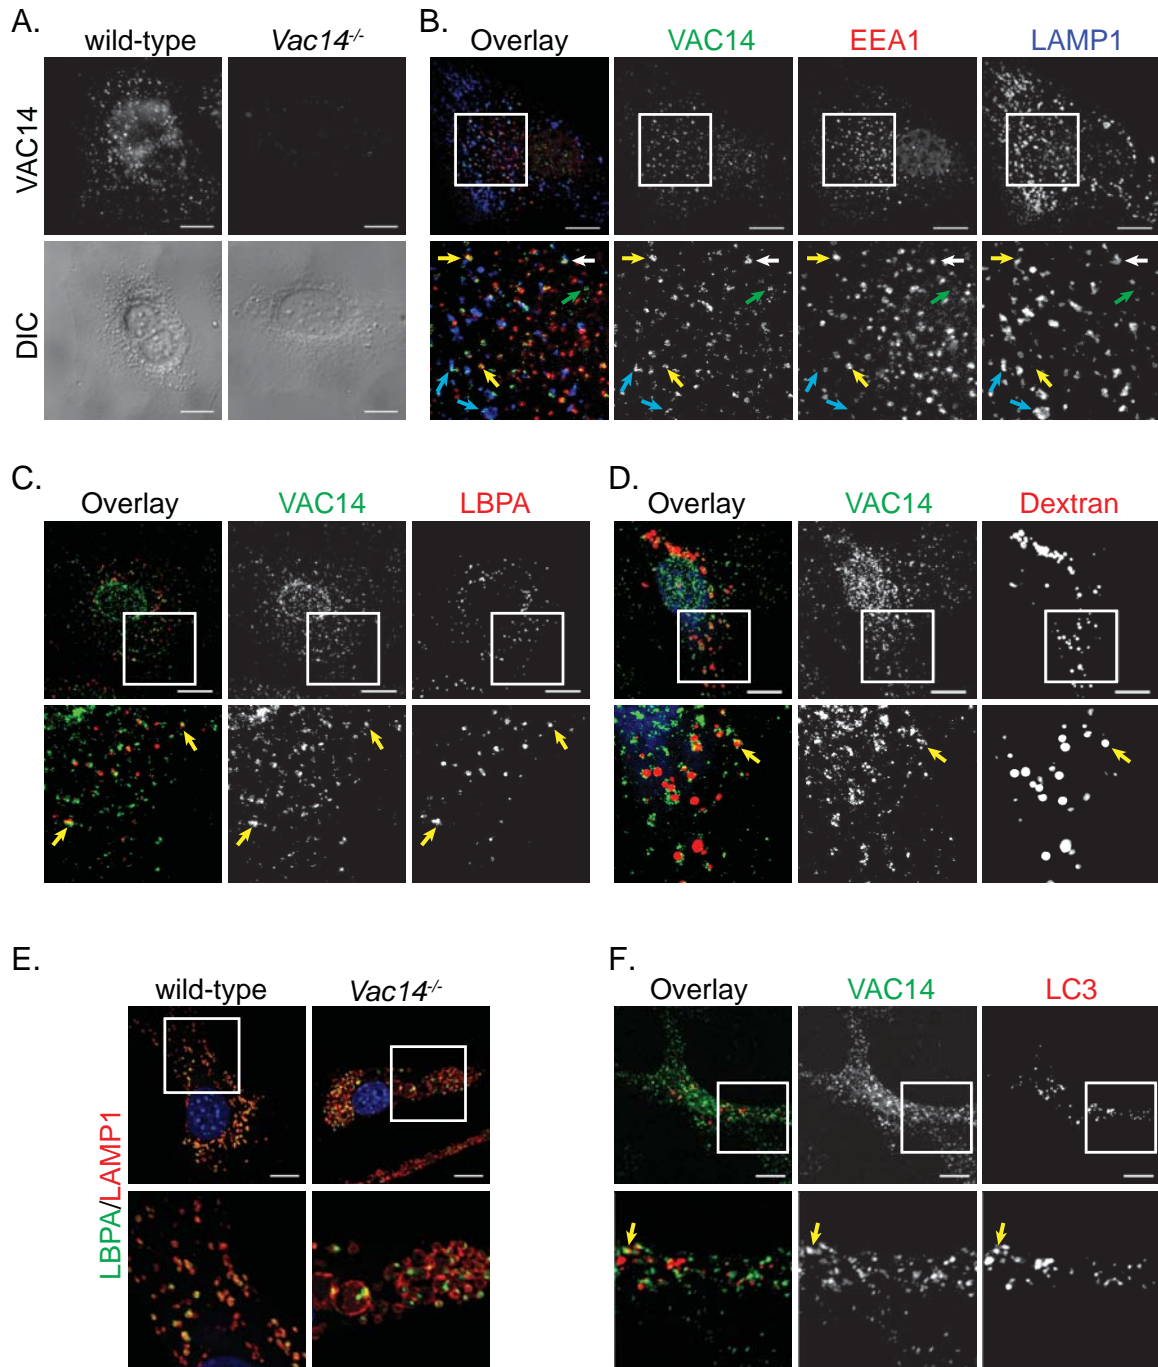 A.
wild-type Vac14-/-
VAC14
DIC
B.
Overlay VAC14 EEA1 LAMP1
C.
Overlay VAC14 LBPA
D.
Overlay VAC14 Dextran
E.
wild-type Vac14-/-
LBPA/LAMP1
F.
Overlay VAC14 LC3